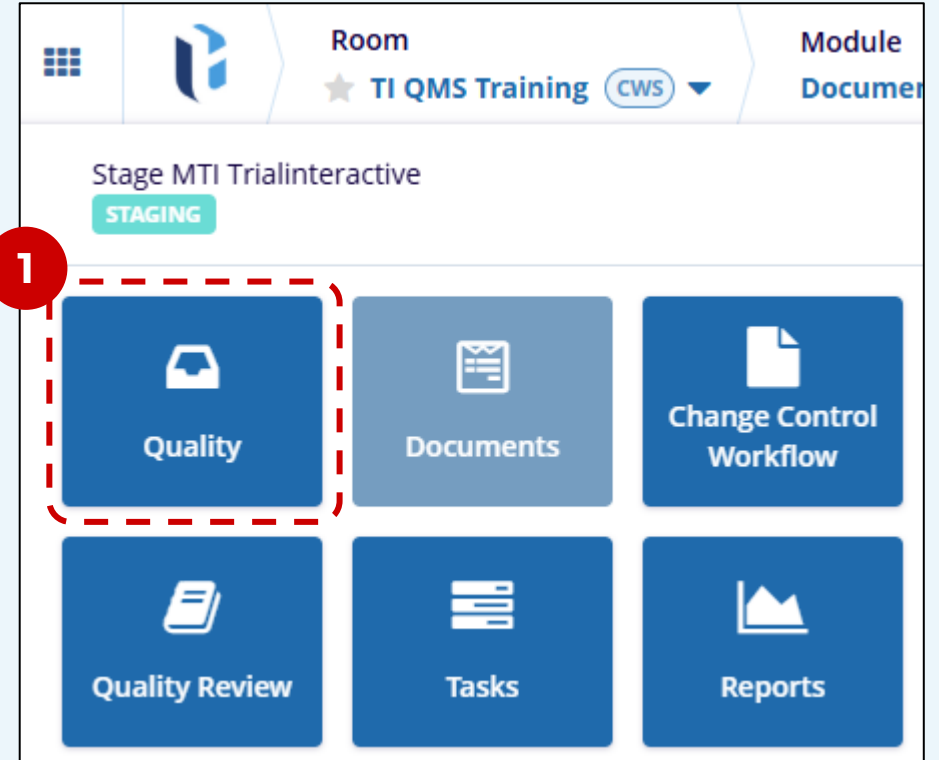 Room
Module
TI QMS Training CWS
Documen
Stage MTI Trialinteractive
STAGING
1
Quality
Documents
Change Control
Workflow
Quality Review
Tasks
Reports